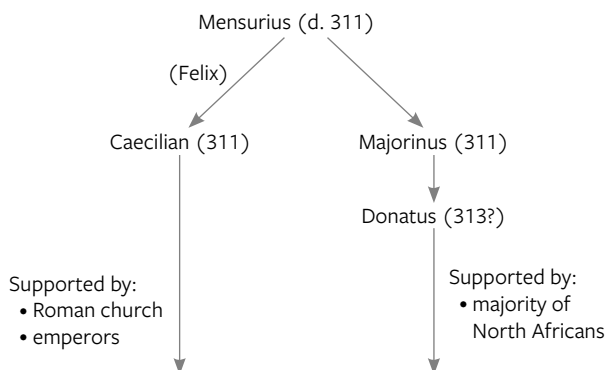 Mensurius (d. 311)
(Felix)
Caecilian (311)
Majorinus (311)
Donatus (313?)
Supported by:
• Roman church
• emperors
Supported by:
• majority of
North Africans